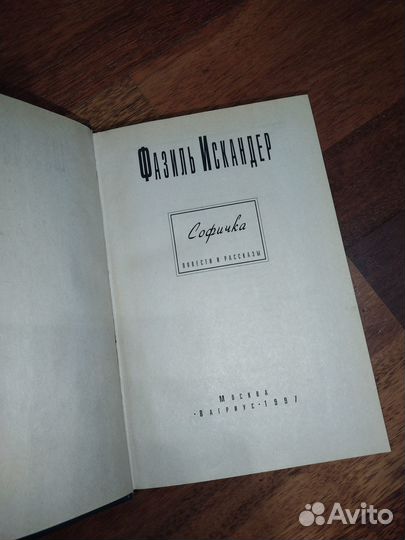 Фазиль Искандер
Софичка
ПОВЕСТИ И РАССКАЗЫ
Москва
·Вагриус·1997
Avito